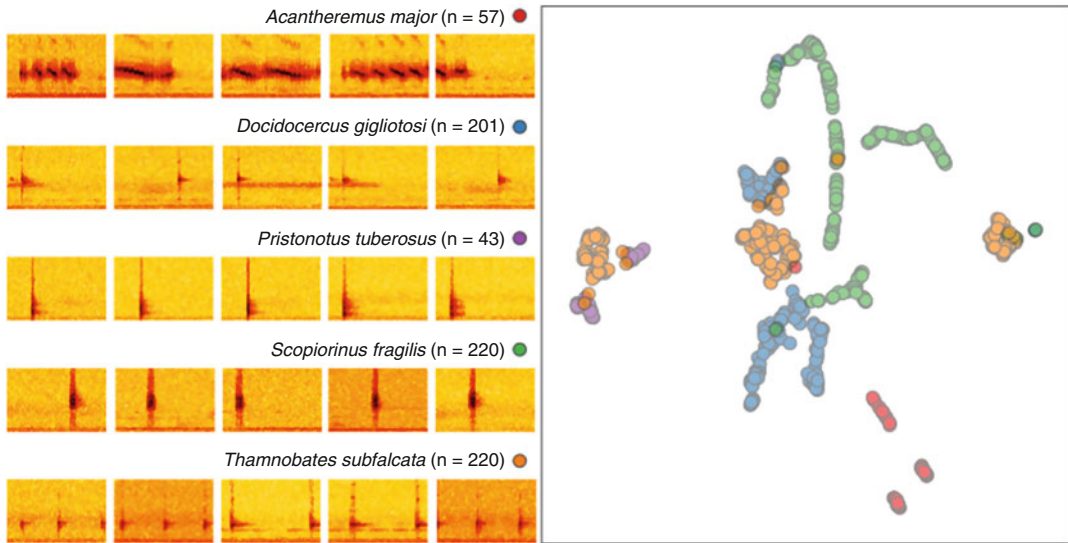 Acantheremus major (n = 57)
Docidocercus gigliotosi (n = 201)
Pristonotus tuberosus (n = 43)
Scopiorinus fragilis (n = 220)
Thamnobates subfalcata (n = 220)